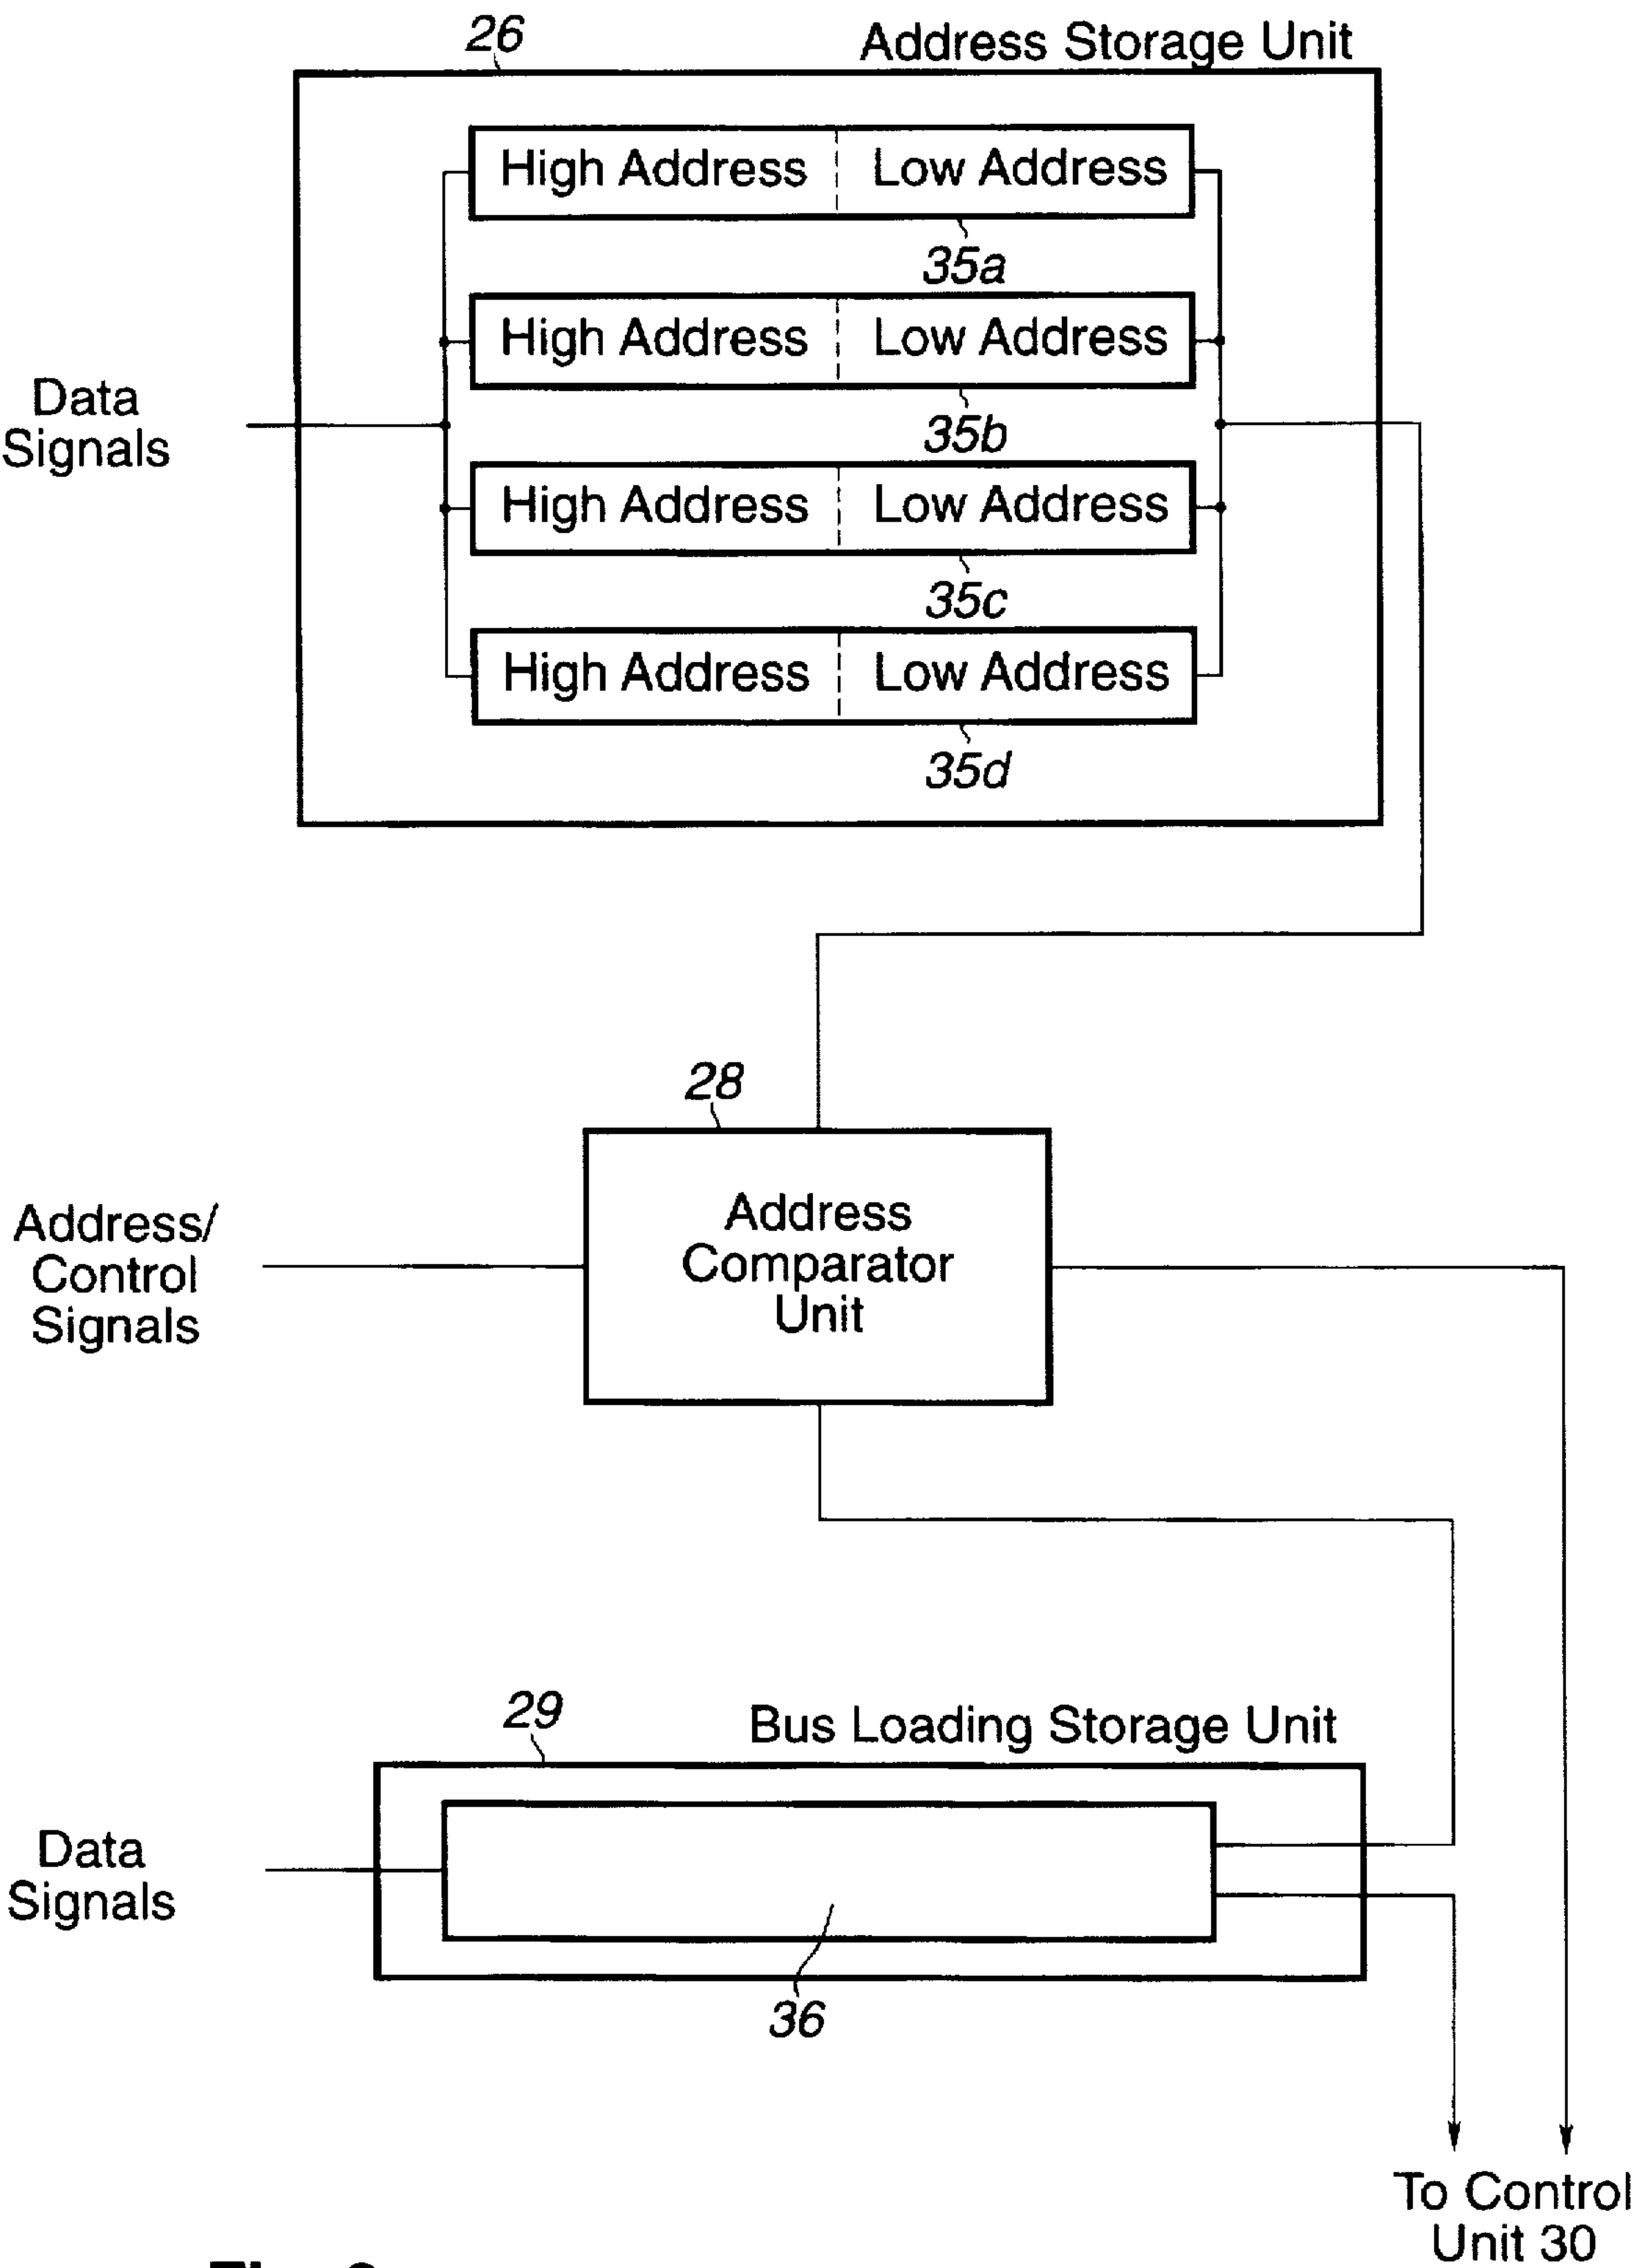 26
Address Storage Unit
High Address Low Address
35a
High Address Low Address
35b
Data
Signals
High Address Low Address
35c
High Address Low Address
35d
28
Address/
Control
Signals
Address
Comparator
Unit
29
Bus Loading Storage Unit
Data
Signals
36
To Control
Unit 30